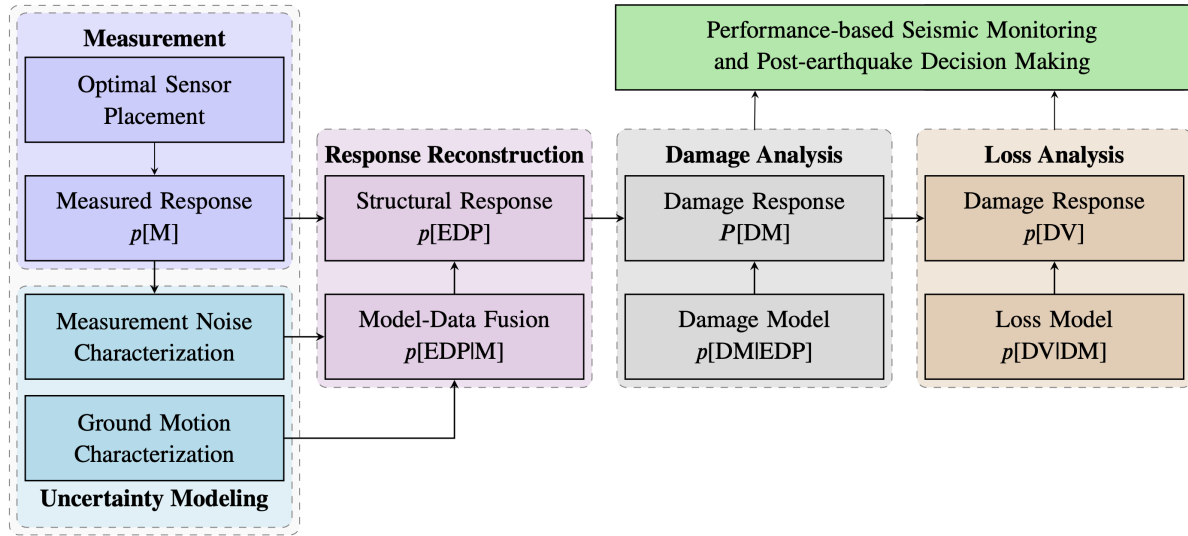 Measurement
Optimal Sensor
Placement
Measured Response
p[M]
Measurement Noise
Characterization
Ground Motion
Characterization
Uncertainty Modeling
Response Reconstruction
Structural Response
p[EDP]
Model-Data Fusion
p[EDP|M]
Damage Analysis
Damage Response
P[DM]
Damage Model
p[DM|EDP]
Loss Analysis
Damage Response
p[DV]
Loss Model
p[DV|DM]
Performance-based Seismic Monitoring
and Post-earthquake Decision Making